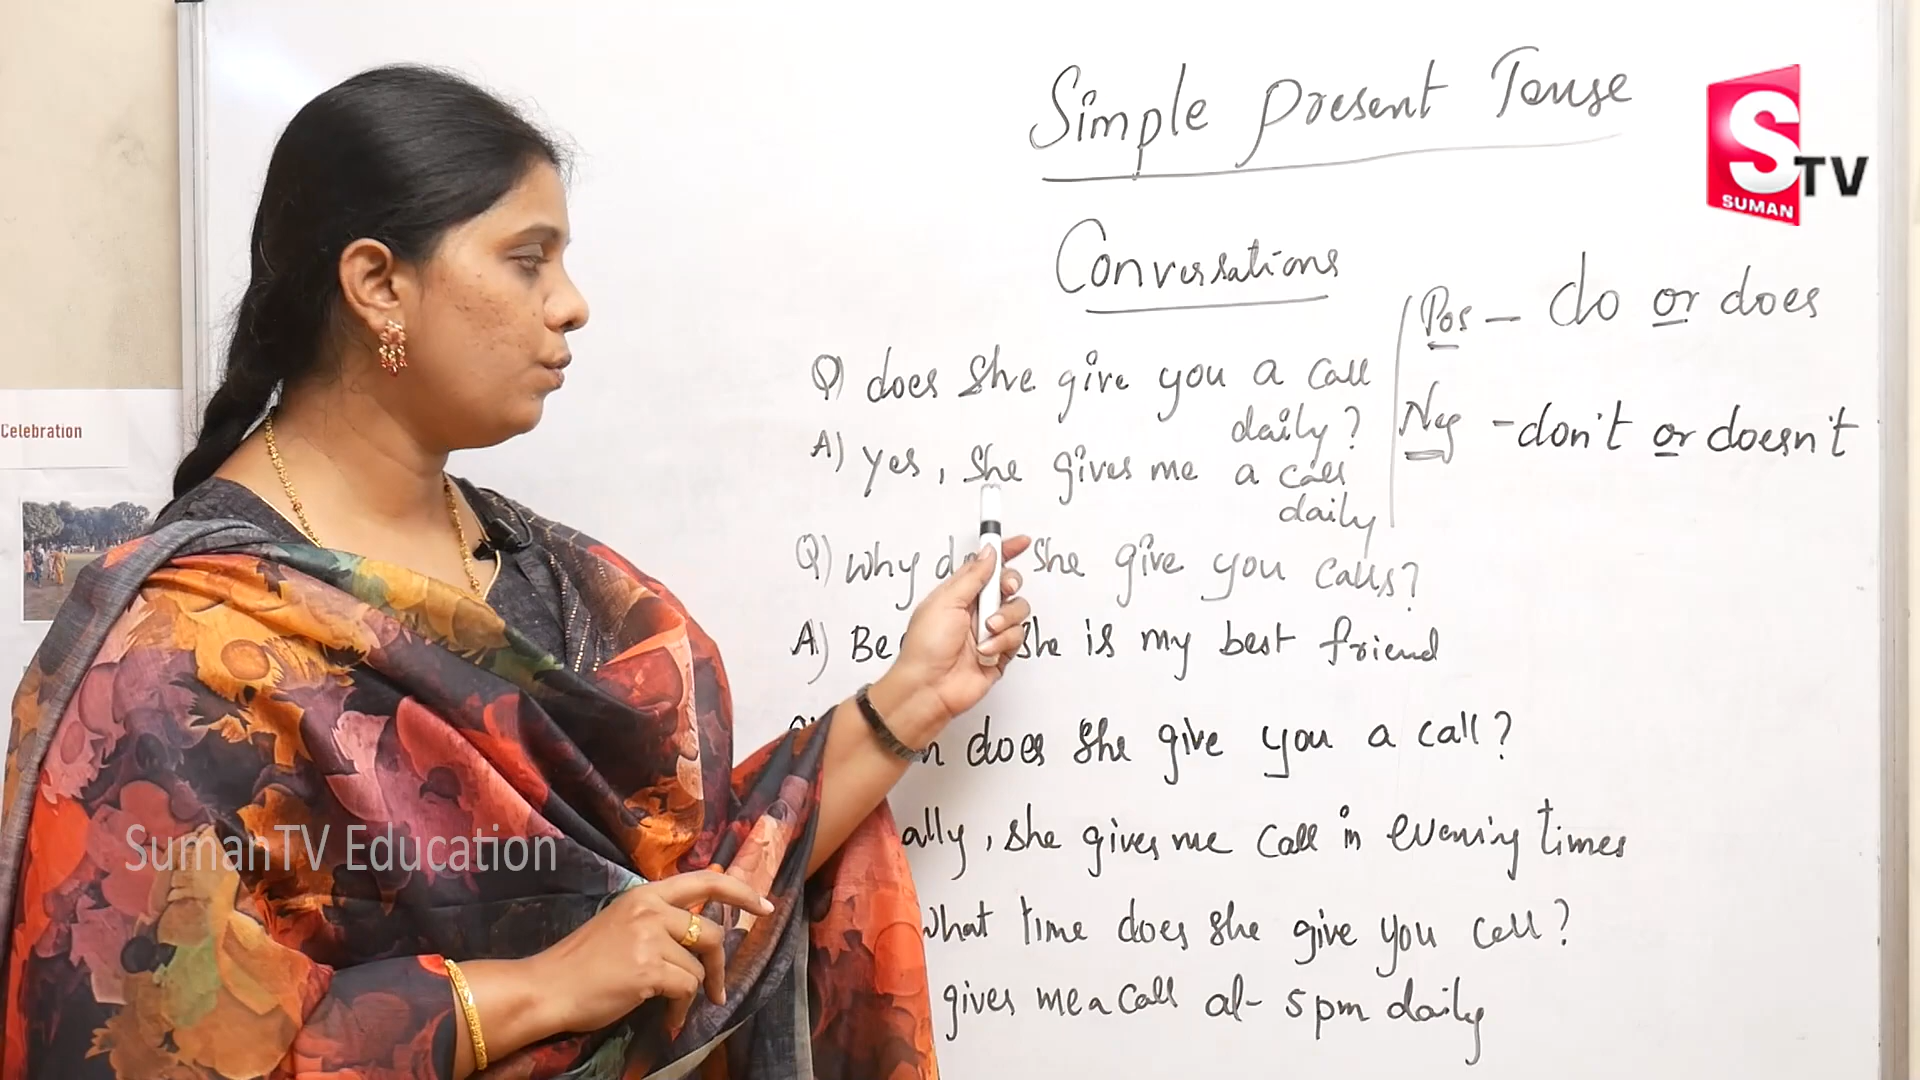 Simple Present Tense
S TV
SUMAN
Conversations
Pos - do or does
Q) does she give you a call
daily?
Neg - don't or doesn't
A) yes, she gives me a call
daily
Q) why she give you calls?
A) she is my best friend
does she give you a call?
she gives me call in evening times
what time does she give you call?
gives me a call at 5pm daily
Celebration
SumanTV Education